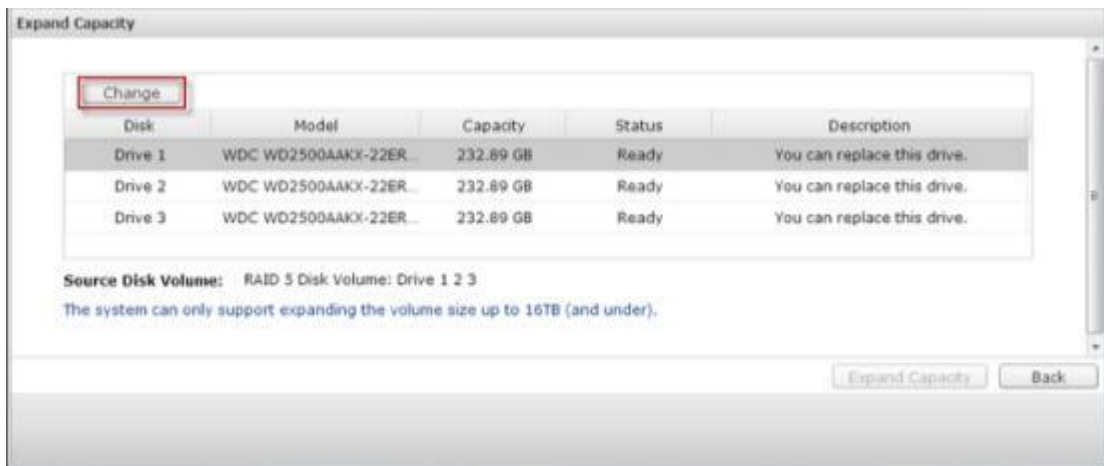 Expand Capacity
Change
Disk Model Capacity Status Description
Drive 1 WDC WD2500AAKX-22ER... 232.89 GB Ready You can replace this drive.
Drive 2 WDC WD2500AAKX-22ER... 232.89 GB Ready You can replace this drive.
Drive 3 WDC WD2500AAKX-22ER... 232.89 GB Ready You can replace this drive.
Source Disk Volume: RAID 5 Disk Volume: Drive 1 2 3
The system can only support expanding the volume size up to 16TB (and under).
Expand Capacity Back